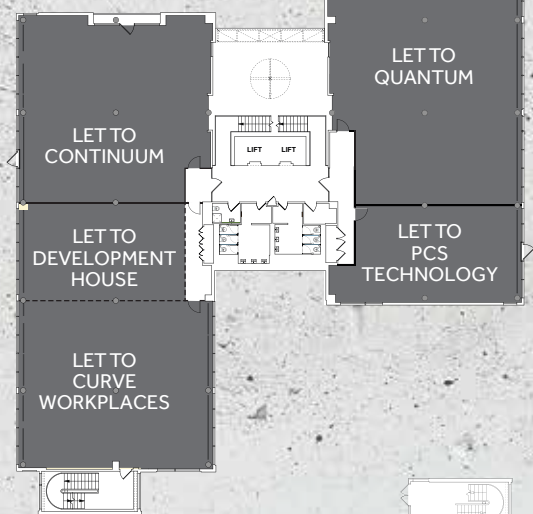 LET TO
QUANTUM
LET TO
CONTINUUM
LIFT LIFT
LET TO
DEVELOPMENT
HOUSE
LET TO
PCS
TECHNOLOGY
LET TO
CURVE
WORKPLACES